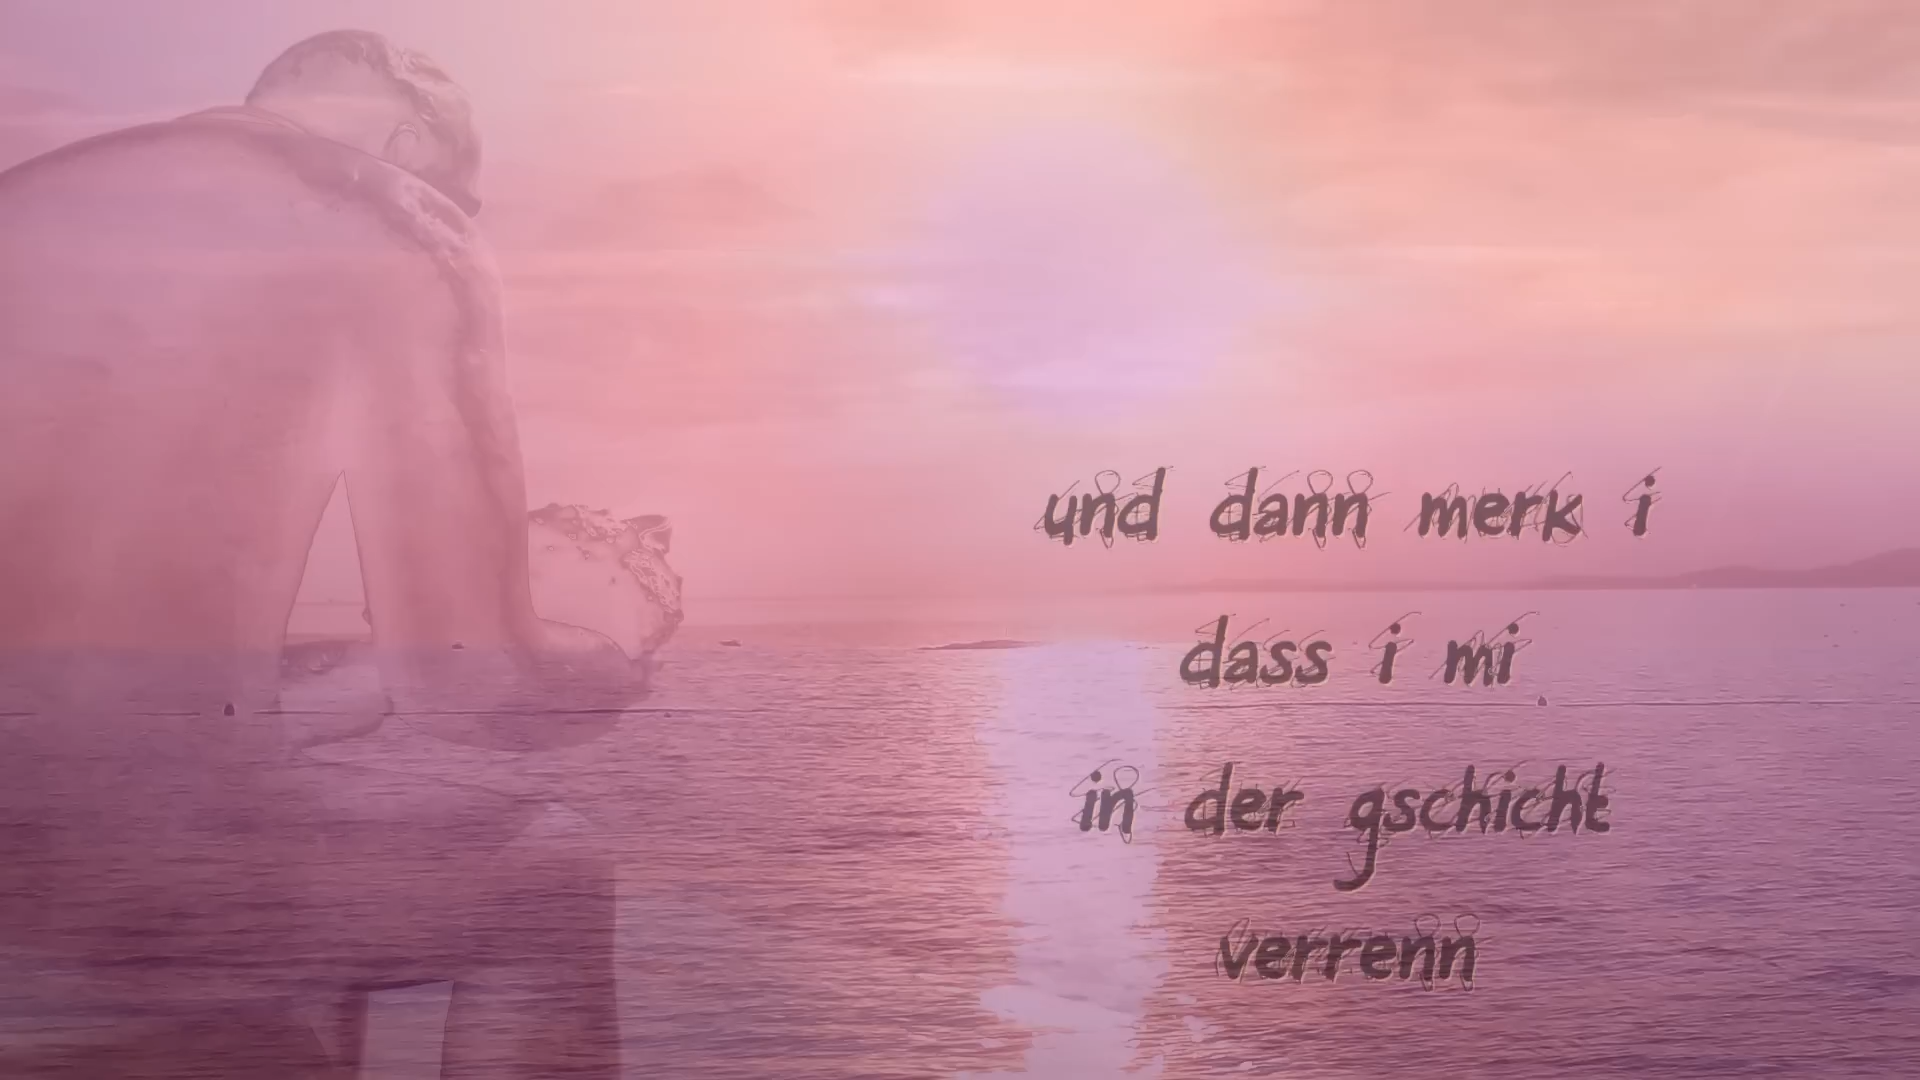 und dann merk i
dass i mi
in der gschicht
verrenn